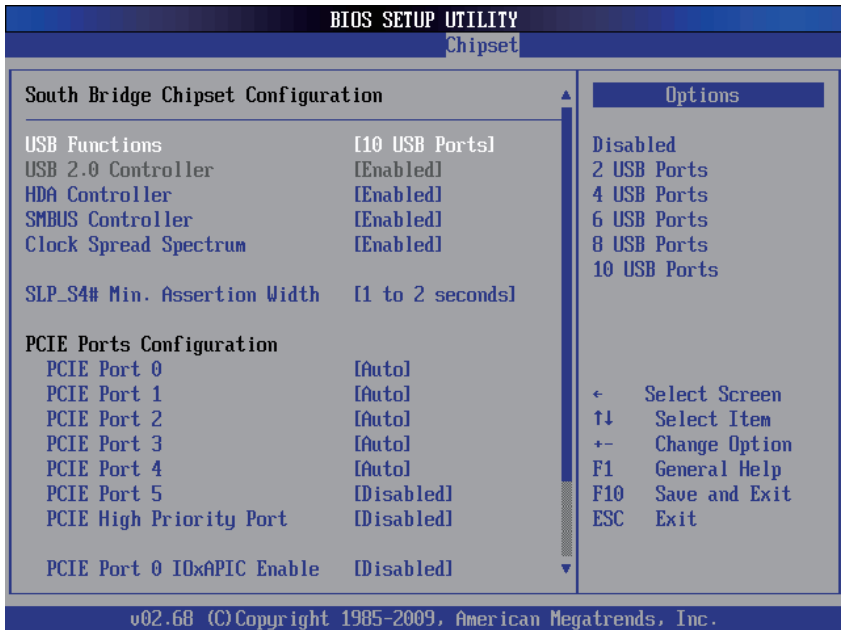 BIOS SETUP UTILITY
Chipset
South Bridge Chipset Configuration
USB Functions [10 USB Ports]
USB 2.0 Controller [Enabled]
HDA Controller [Enabled]
SMBUS Controller [Enabled]
Clock Spread Spectrum [Enabled]
SLP_S4# Min. Assertion Width [1 to 2 seconds]
PCIE Ports Configuration
PCIE Port 0 [Auto]
PCIE Port 1 [Auto]
PCIE Port 2 [Auto]
PCIE Port 3 [Auto]
PCIE Port 4 [Auto]
PCIE Port 5 [Disabled]
PCIE High Priority Port [Disabled]
PCIE Port 0 IOxAPIC Enable [Disabled]
Options
Disabled
2 USB Ports
4 USB Ports
6 USB Ports
8 USB Ports
10 USB Ports
← Select Screen
↑↓ Select Item
+- Change Option
F1 General Help
F10 Save and Exit
ESC Exit
v02.68 (C)Copyright 1985-2009, American Megatrends, Inc.